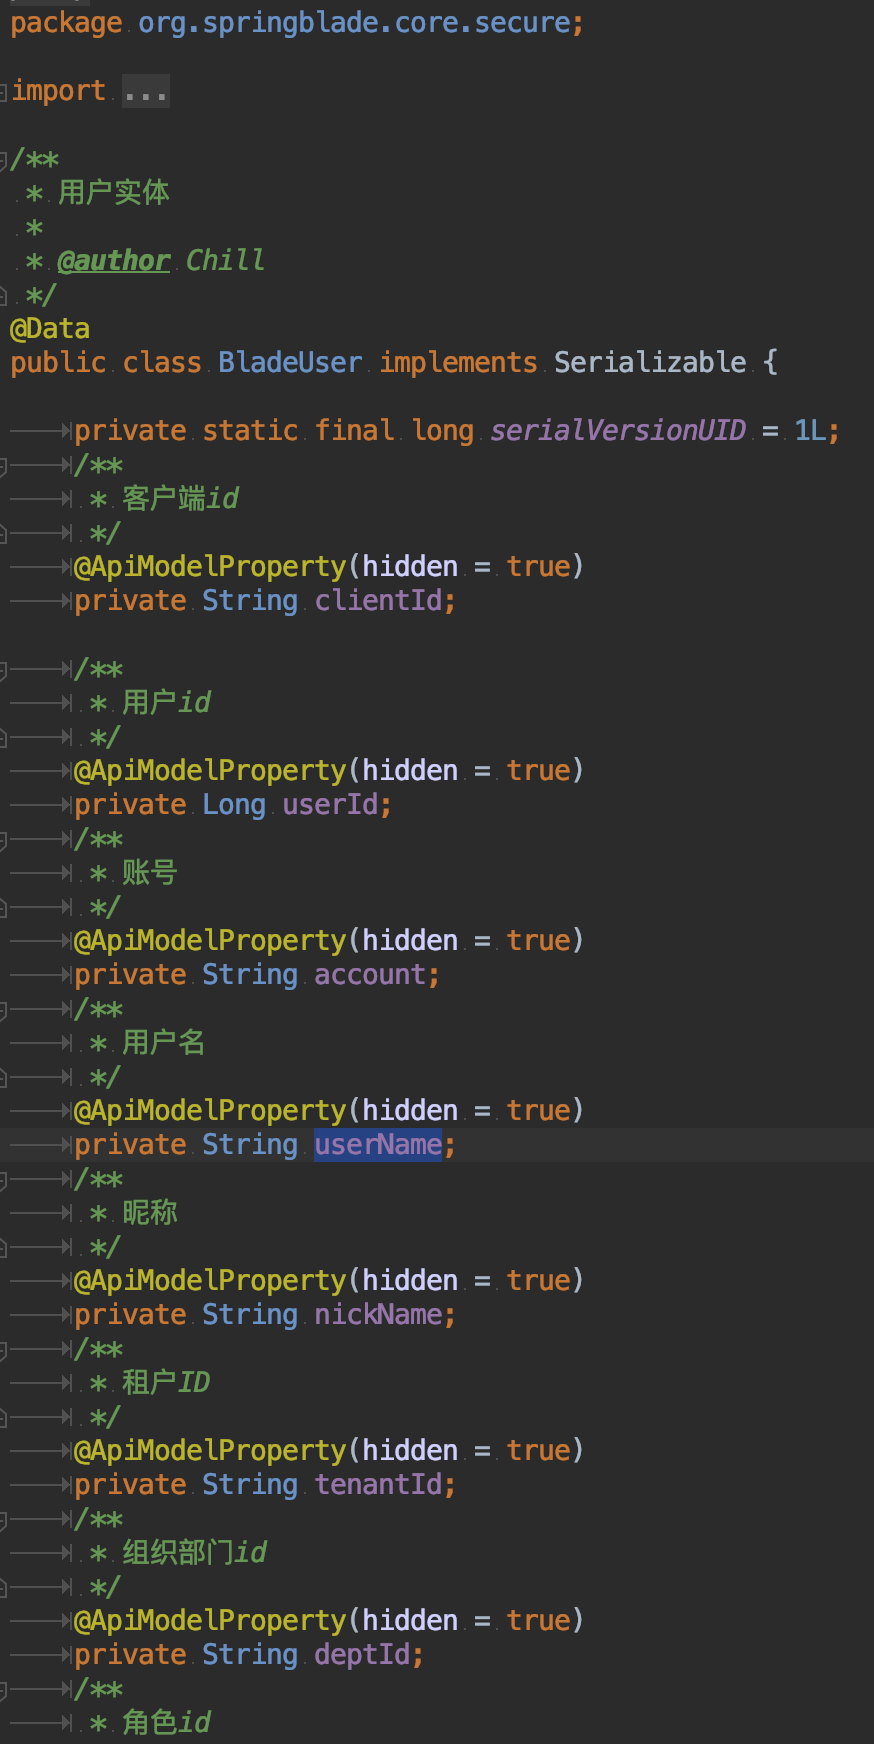 package org.springblade.core.secure;
import ...
/**
 * 用户实体
 *
 * @author Chill
 */
@Data
public class BladeUser implements Serializable {
private static final long serialVersionUID = 1L;
/**
 * 客户端id
 */
@ApiModelProperty(hidden = true)
private String clientId;
/**
 * 用户id
 */
@ApiModelProperty(hidden = true)
private Long userId;
/**
 * 账号
 */
@ApiModelProperty(hidden = true)
private String account;
/**
 * 用户名
 */
@ApiModelProperty(hidden = true)
private String userName;
/**
 * 昵称
 */
@ApiModelProperty(hidden = true)
private String nickName;
/**
 * 租户ID
 */
@ApiModelProperty(hidden = true)
private String tenantId;
/**
 * 组织部门id
 */
@ApiModelProperty(hidden = true)
private String deptId;
/**
 * 角色id